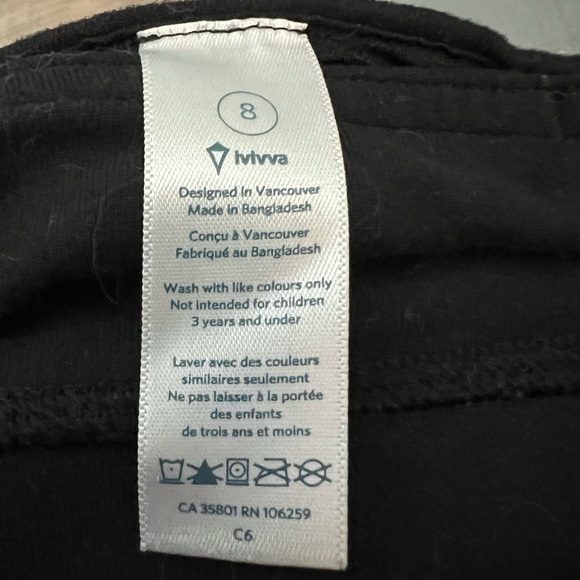 8
ivivva
Designed in Vancouver
Made in Bangladesh
Conçu à Vancouver
Fabriqué au Bangladesh
Wash with like colours only
Not intended for children
3 years and under
Laver avec des couleurs
similaires seulement
Ne pas laisser à la portée
des enfants
de trois ans et moins
CA 35801 RN 106259
C6